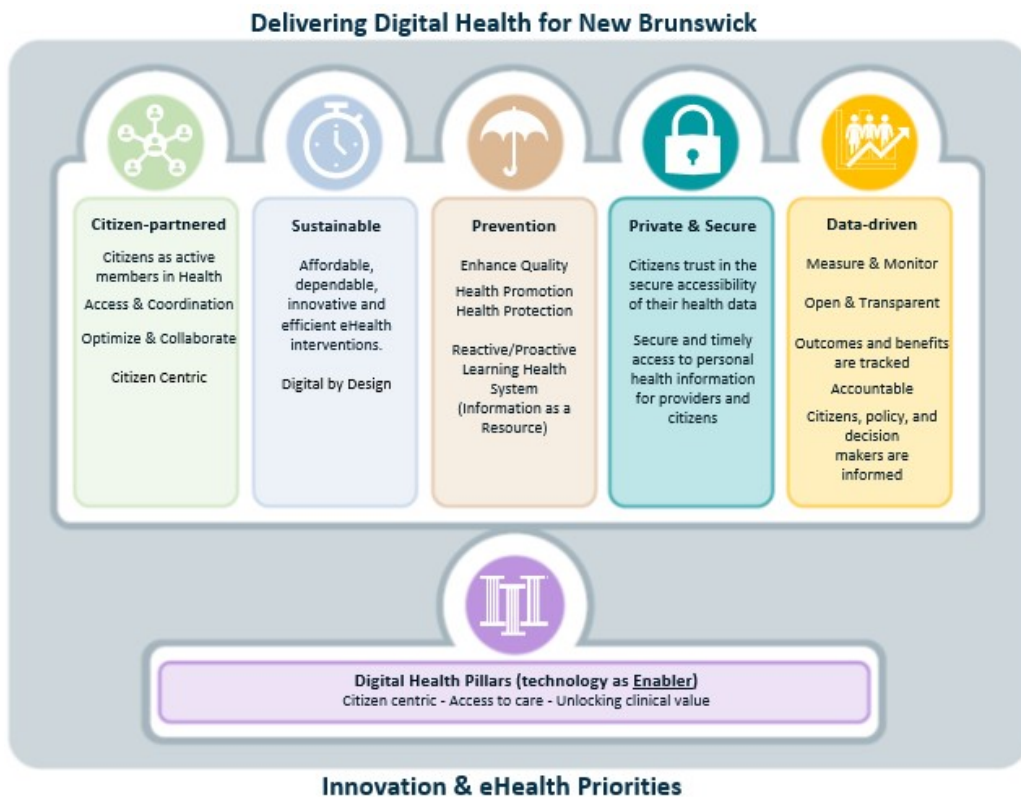 Delivering Digital Health for New Brunswick
Citizen-partnered
Citizens as active
members in Health
Access & Coordination
Optimize & Collaborate
Citizen Centric
Sustainable
Affordable,
dependable,
innovative and
efficient eHealth
interventions.
Digital by Design
Prevention
Enhance Quality
Health Promotion
Health Protection
Reactive/Proactive
Learning Health
System
(Information as a
Resource)
Private & Secure
Citizens trust in the
secure accessibility
of their health data
Secure and timely
access to personal
health information
for providers and
citizens
Data-driven
Measure & Monitor
Open & Transparent
Outcomes and benefits
are tracked
Accountable
Citizens, policy, and
decision
makers are
informed
Digital Health Pillars (technology as Enabler)
Citizen centric - Access to care - Unlocking clinical value
Innovation & eHealth Priorities